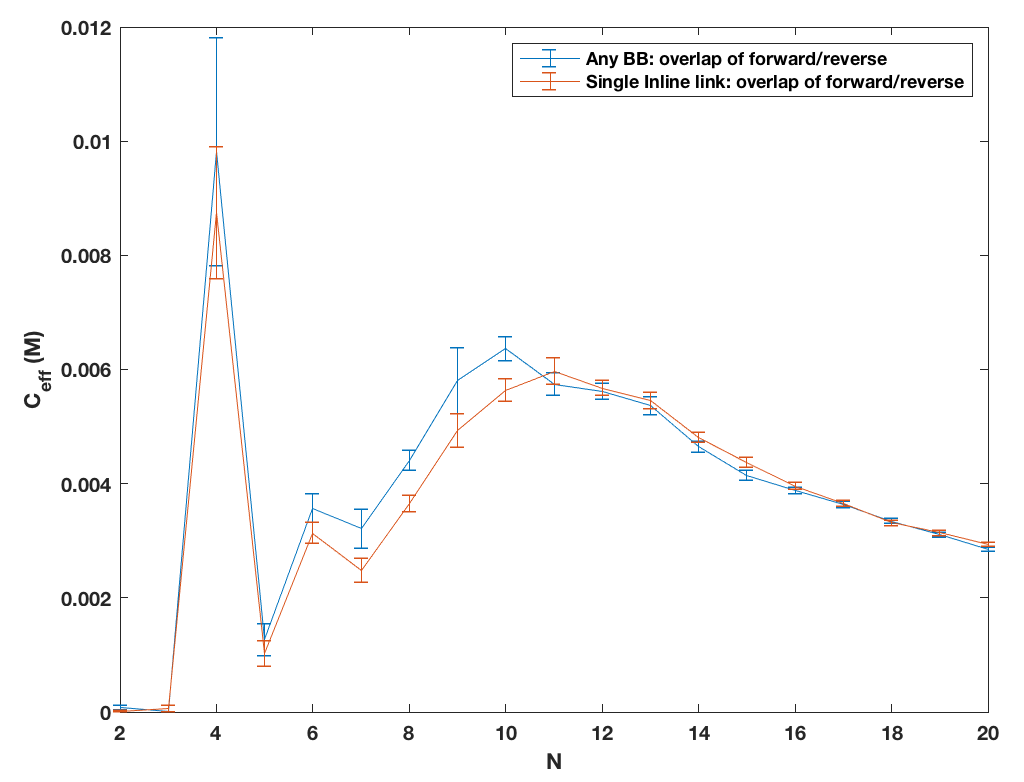 0.012
0.01
0.008
0.006
0.004
0.002
0
C_eff (M)
Any BB: overlap of forward/reverse
Single Inline link: overlap of forward/reverse
2 4 6 8 10 12 14 16 18 20
N